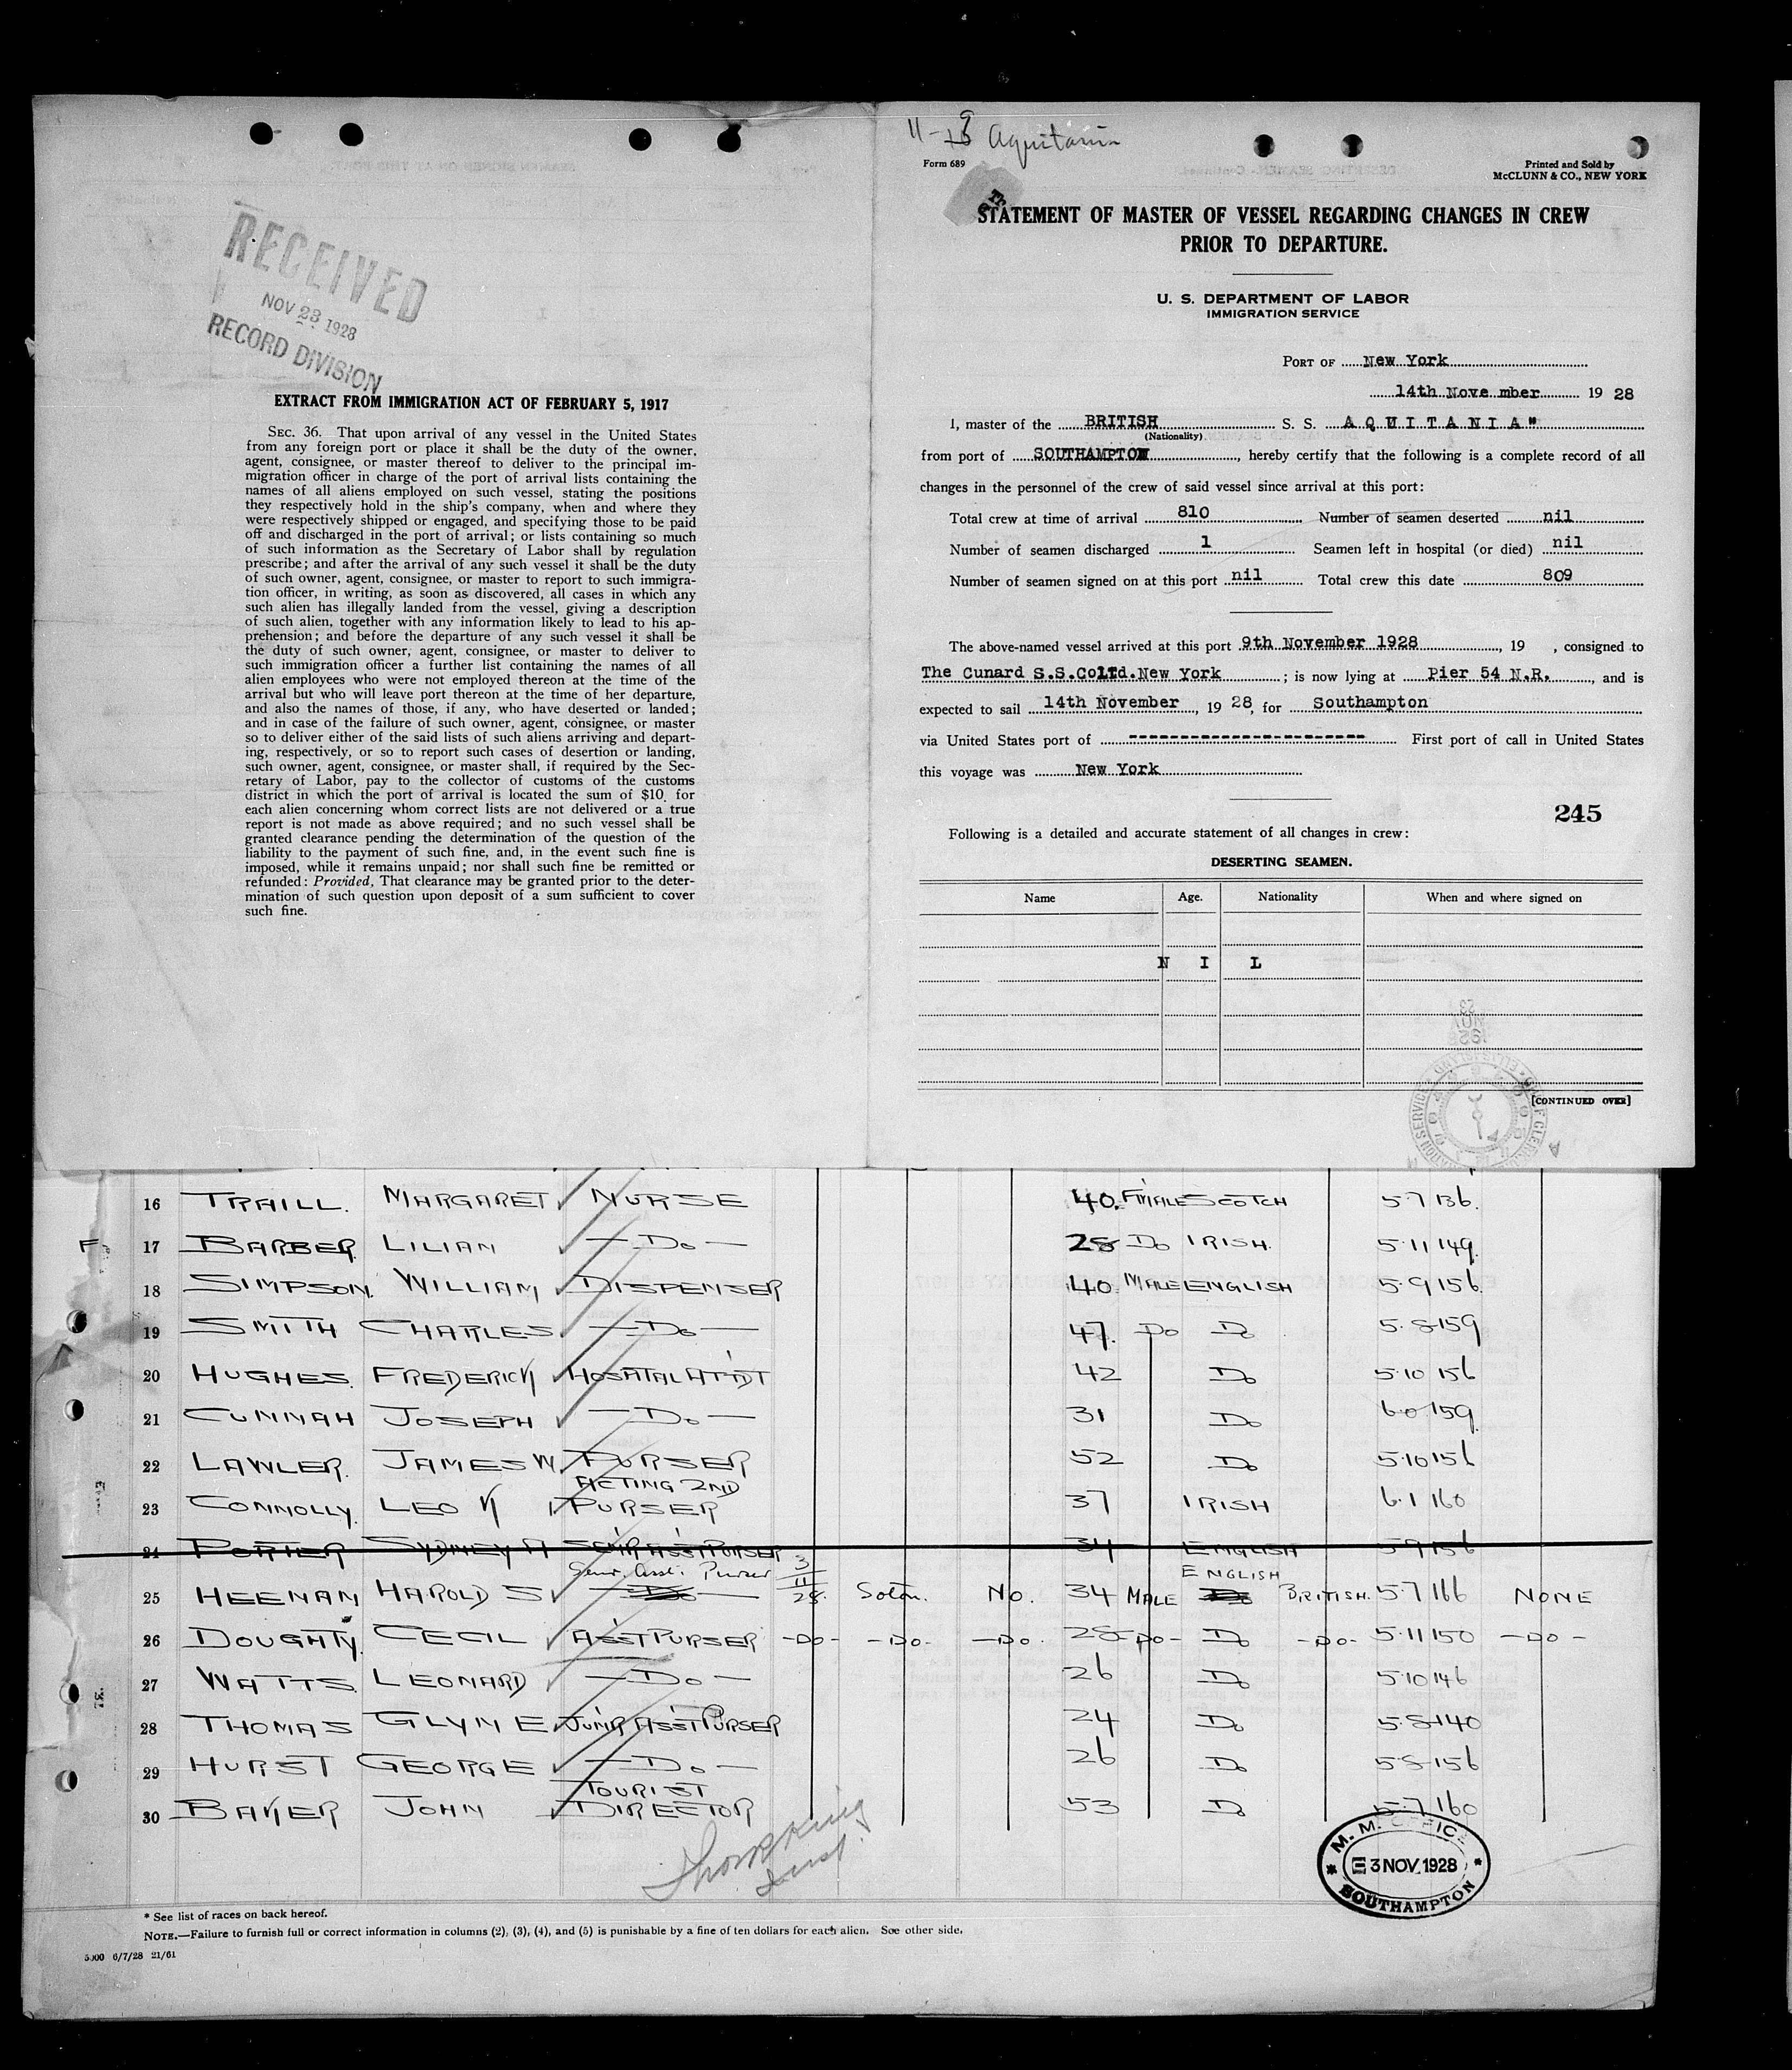 RECEIVED
NOV 23 1928
RECORD DIVISION
EXTRACT FROM IMMIGRATION ACT OF FEBRUARY 5, 1917
SEC. 36. That upon arrival of any vessel in the United States
from any foreign port or place it shall be the duty of the owner,
agent, consignee, or master thereof to deliver to the principal im-
migration officer in charge of the port of arrival lists containing the
names of all aliens employed on such vessel, stating the positions
they respectively hold in the ship's company, when and where they
were respectively shipped or engaged, and specifying those to be paid
off and discharged in the port of arrival; or lists containing so much
of such information as the Secretary of Labor shall by regulation
prescribe; and after the arrival of any such vessel it shall be the duty
of such owner, agent, consignee, or master to report to such immigra-
tion officer, in writing, as soon as discovered, all cases in which any
such alien has illegally landed from the vessel, giving a description
of such alien, together with any information likely to lead to his ap-
prehension; and before the departure of any such vessel it shall be
the duty of such owner, agent, consignee, or master to deliver to
such immigration officer a further list containing the names of all
alien employees who were not employed thereon at the time of the
arrival but who will leave port thereon at the time of her departure,
and also the names of those, if any, who have deserted or landed;
and in case of the failure of such owner, agent, consignee, or master
so to deliver either of the said lists of such aliens arriving and depart-
ing, respectively, or so to report such cases of desertion or landing,
such owner, agent, consignee, or master shall, if required by the Sec-
retary of Labor, pay to the collector of customs of the customs
district in which the port of arrival is located the sum of $10 for
each alien concerning whom correct lists are not delivered or a true
report is not made as above required; and no such vessel shall be
granted clearance pending the determination of the question of the
liability to the payment of such fine, and, in the event such fine is
imposed, while it remains unpaid; nor shall such fine be remitted or
refunded: Provided, That clearance may be granted prior to the deter-
mination of such question upon deposit of a sum sufficient to cover
such fine.
11-9 Aquitania
Form 689
Printed and Sold by
McCLUNN & CO., NEW YORK
STATEMENT OF MASTER OF VESSEL REGARDING CHANGES IN CREW
PRIOR TO DEPARTURE.
U. S. DEPARTMENT OF LABOR
IMMIGRATION SERVICE
PORT OF New York
14th Nove mber 19 28
I, master of the BRITISH S. S. A Q U I T A N I A"
(Nationality)
from port of SOUTHAMPTON, hereby certify that the following is a complete record of all
changes in the personnel of the crew of said vessel since arrival at this port:
Total crew at time of arrival 810 Number of seamen deserted nil
Number of seamen discharged 1 Seamen left in hospital (or died) nil
Number of seamen signed on at this port nil Total crew this date 809
The above-named vessel arrived at this port 9th November 1928, 19 , consigned to
The Cunard S.S.CoLtd.New York; is now lying at Pier 54 N.R., and is
expected to sail 14th November, 19 28, for Southampton
via United States port of ---------------------- First port of call in United States
this voyage was New York
245
Following is a detailed and accurate statement of all changes in crew:
DESERTING SEAMEN.
Name Age. Nationality When and where signed on
N I L
[CONTINUED OVER]
16 TRAILL. MARGARET NURSE 40. F'MALE SCOTCH 5·7 136.
F. 17 BARBER LILIAN —Do— 28 Do IRISH. 5·11 149.
18 SIMPSON. WILLIAM DISPENSER 40. MALE ENGLISH 5·9 156.
19 SMITH CHARLES —Do— 47. Do Do 5·8 159
20 HUGHES. FREDERICK HOSPITAL AT'DT 42 Do 5·10 156
21 CUNNAH JOSEPH —Do— 31 Do 6·0 159.
22 LAWLER. JAMES W. PURSER 52 Do 5·10 156
ACTING 2ND
23 CONNOLLY. LEO K PURSER 37 IRISH 6·1 160
24 PORTER SYDNEY A SEN'R ASS'T PURSER 34 ENGLISH 5·9 156
Senr. Asst. Purser 3/11 ENGLISH
25 HEENAN HAROLD S —Do— 28. Soton. No. 34 MALE Do BRITISH. 5·7 166 NONE
26 DOUGHTY. CECIL ASS'T PURSER —Do— —Do— —Do. 28 —Do— Do —Do— 5·11 150 —Do—
27 WATTS. LEONARD —Do— 26 Do 5·10 146
28 THOMAS GLYN E. JUN'R ASS'T PURSER 24 Do 5·8 140
29 HURST GEORGE —Do— 26 Do 5·8 156
TOURIST
30 BAKER JOHN DIRECTOR 53 Do 5·7 160
M. M. OFFICE
3 NOV. 1928
SOUTHAMPTON
* See list of races on back hereof.
NOTE.—Failure to furnish full or correct information in columns (2), (3), (4), and (5) is punishable by a fine of ten dollars for each alien. See other side.
5000 6/7/28 21/61